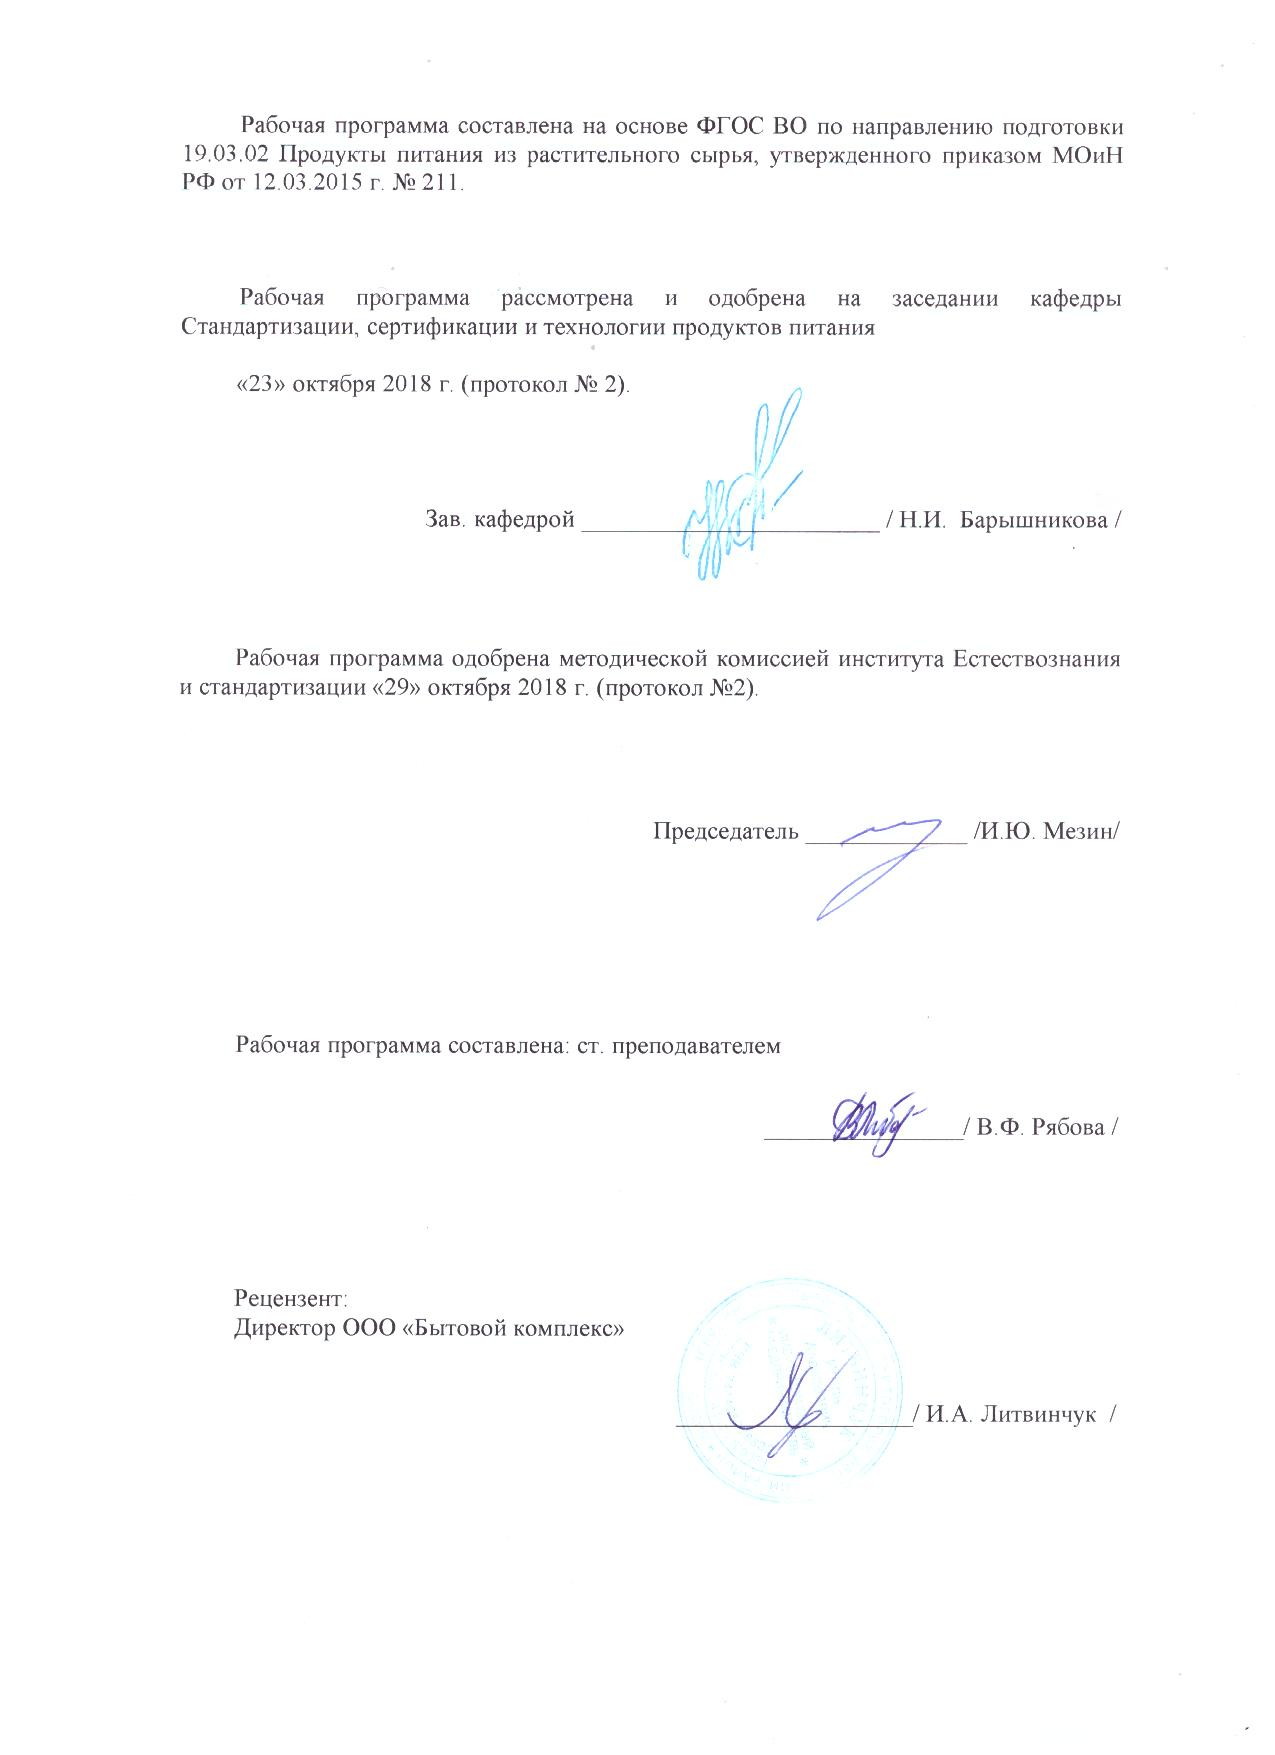 Рабочая программа составлена на основе ФГОС ВО по направлению подготовки
19.03.02 Продукты питания из растительного сырья, утвержденного приказом МОиН
РФ от 12.03.2015 г. № 211.
Рабочая программа рассмотрена и одобрена на заседании кафедры
Стандартизации, сертификации и технологии продуктов питания
«23» октября 2018 г. (протокол № 2).
Зав. кафедрой ________________________ / Н.И. Барышникова /
Рабочая программа одобрена методической комиссией института Естествознания
и стандартизации «29» октября 2018 г. (протокол №2).
Председатель _____________ /И.Ю. Мезин/
Рабочая программа составлена: ст. преподавателем
________________/ В.Ф. Рябова /
Рецензент:
Директор ООО «Бытовой комплекс»
___________________/ И.А. Литвинчук /